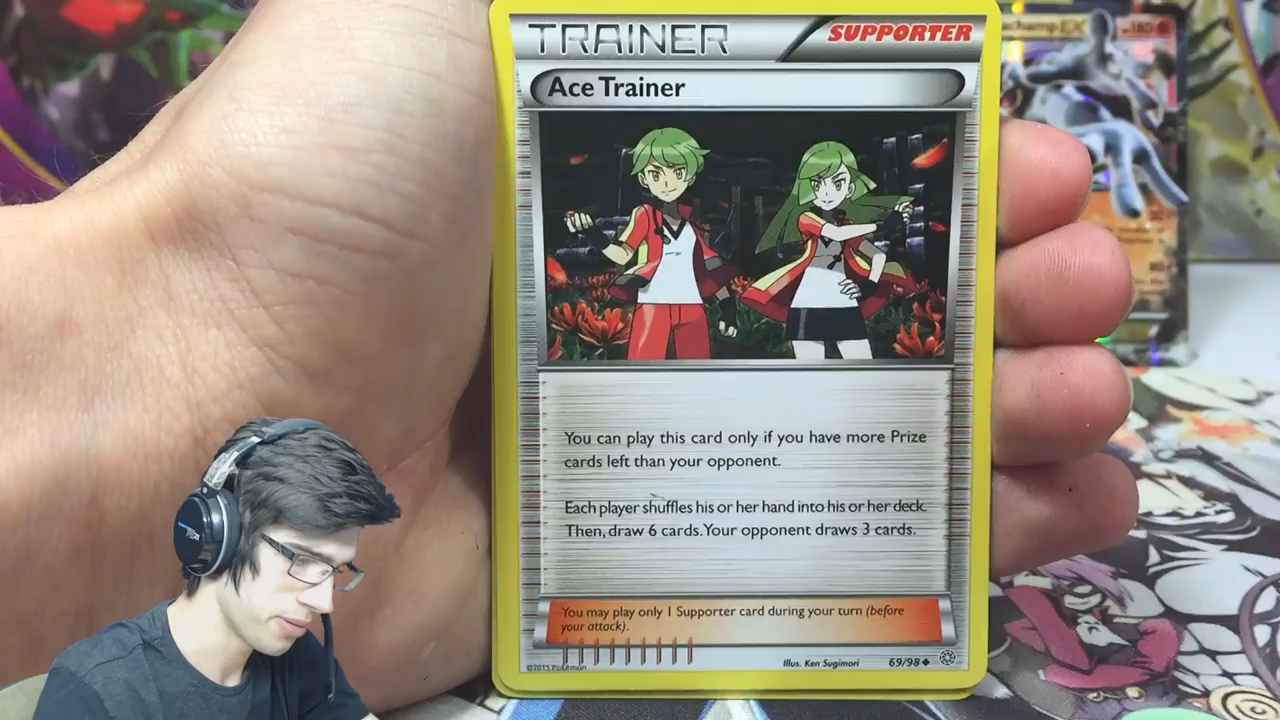 TRAINER SUPPORTER
Ace Trainer
You can play this card only if you have more Prize
cards left than your opponent.
Each player shuffles his or her hand into his or her deck.
Then, draw 6 cards. Your opponent draws 3 cards.
You may play only 1 Supporter card during your turn (before
your attack).
©2015 Pokémon
Illus. Ken Sugimori 69/98
achamp EX 180